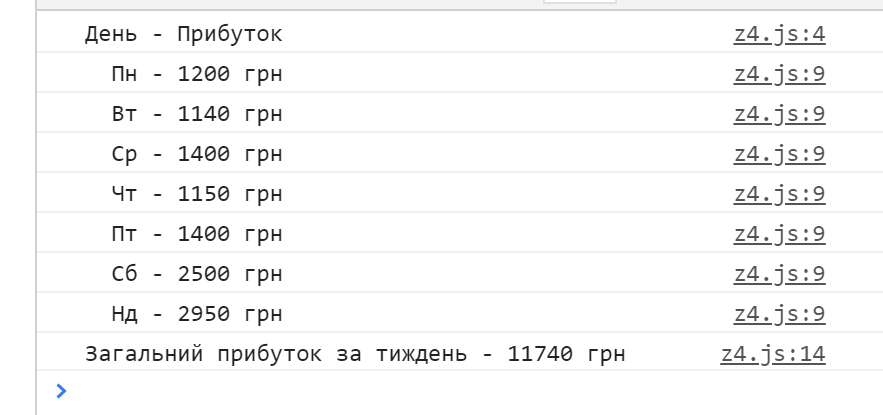 День - Прибуток z4.js:4
Пн - 1200 грн z4.js:9
Вт - 1140 грн z4.js:9
Ср - 1400 грн z4.js:9
Чт - 1150 грн z4.js:9
Пт - 1400 грн z4.js:9
Сб - 2500 грн z4.js:9
Нд - 2950 грн z4.js:9
Загальний прибуток за тиждень - 11740 грн z4.js:14